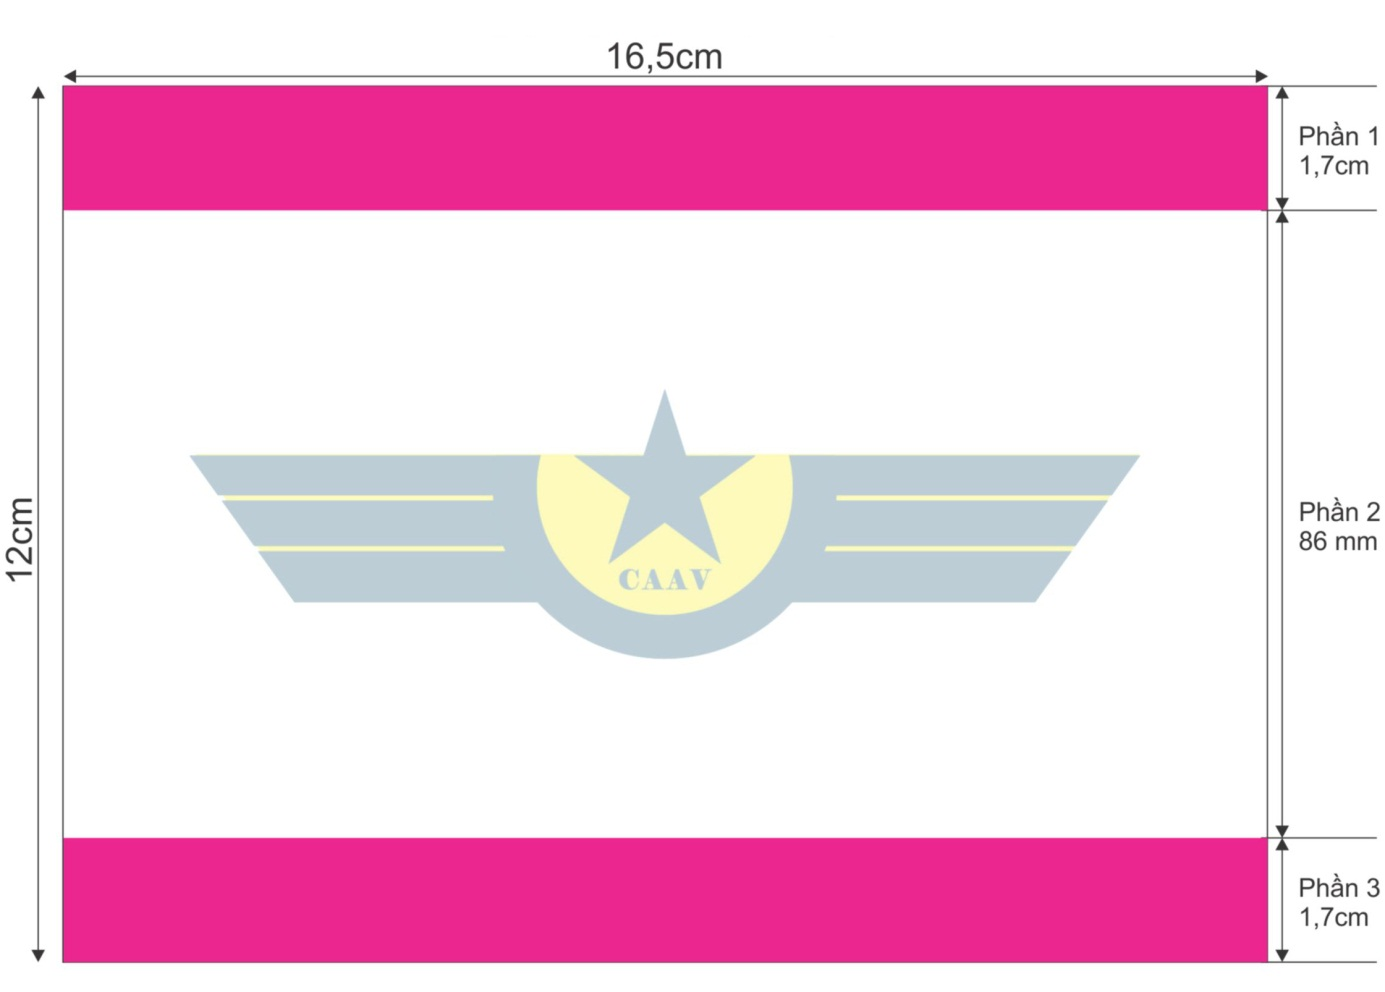 16,5cm
Phần 1
1,7cm
12cm
Phần 2
86 mm
CAAV
Phần 3
1,7cm